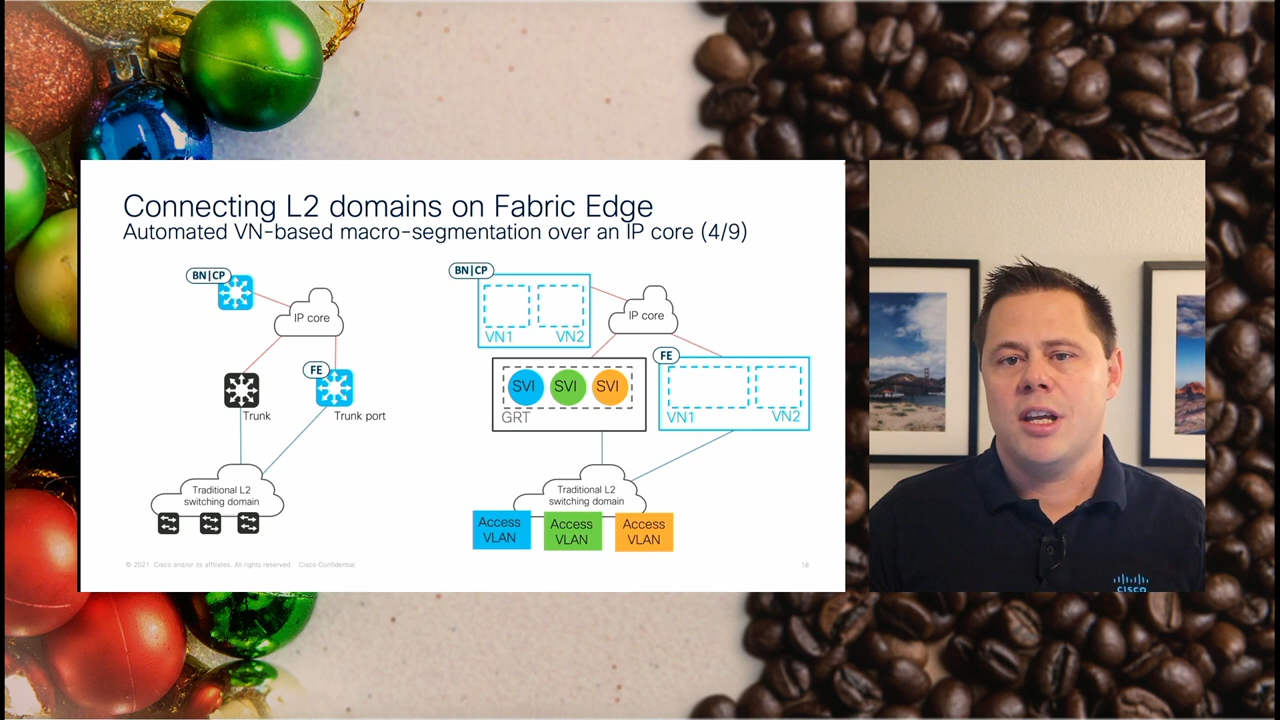 Connecting L2 domains on Fabric Edge
Automated VN-based macro-segmentation over an IP core (4/9)
BN|CP
IP core
FE
Trunk
Trunk port
Traditional L2
switching domain
BN|CP
VN1
VN2
IP core
SVI
SVI
SVI
GRT
FE
VN1
VN2
Traditional L2
switching domain
Access
VLAN
Access
VLAN
Access
VLAN
© 2021 Cisco and/or its affiliates. All rights reserved. Cisco Confidential
18
CISCO